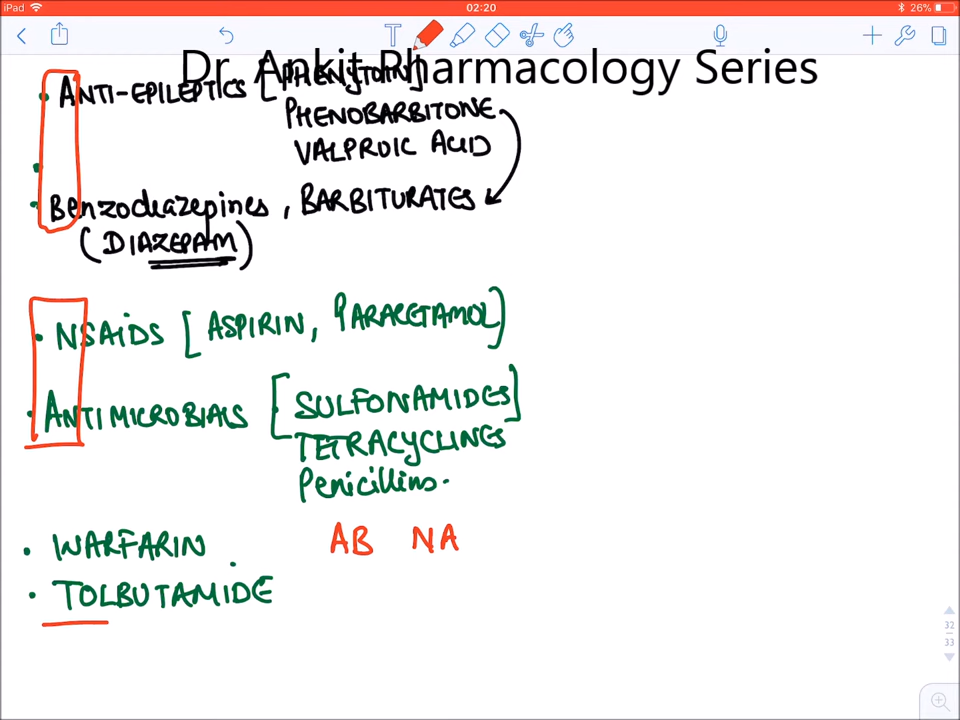 iPad 02:20 26%
Dr. Ankit Pharmacology Series
ANTI-EPILEPTICS [PHENYTOIN]
PHENOBARBITONE
VALPROIC ACID
Benzodiazepines, BARBITURATES
(DIAZEPAM)
NSAiDS [ASPIRIN, PARACETAMOL]
ANTIMICROBIALS [SULFONAMIDES]
TETRACYCLINES
Penicillins.
AB NA
WARFARIN
TOLBUTAMIDE
32
33